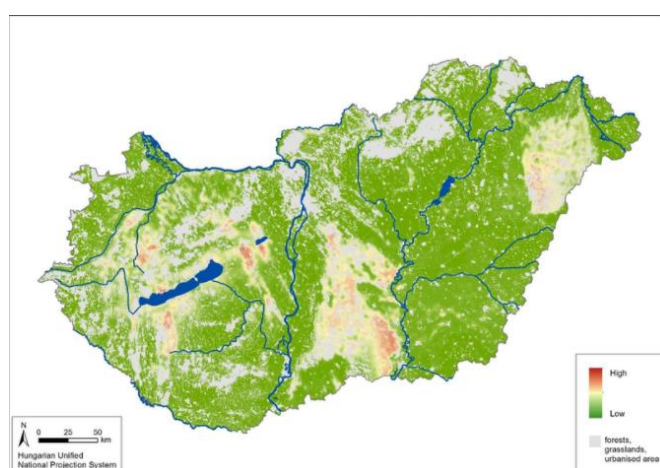 N
0 25 50
km
Hungarian Unified
National Projection System
High
Low
forests,
grasslands,
urbanised area